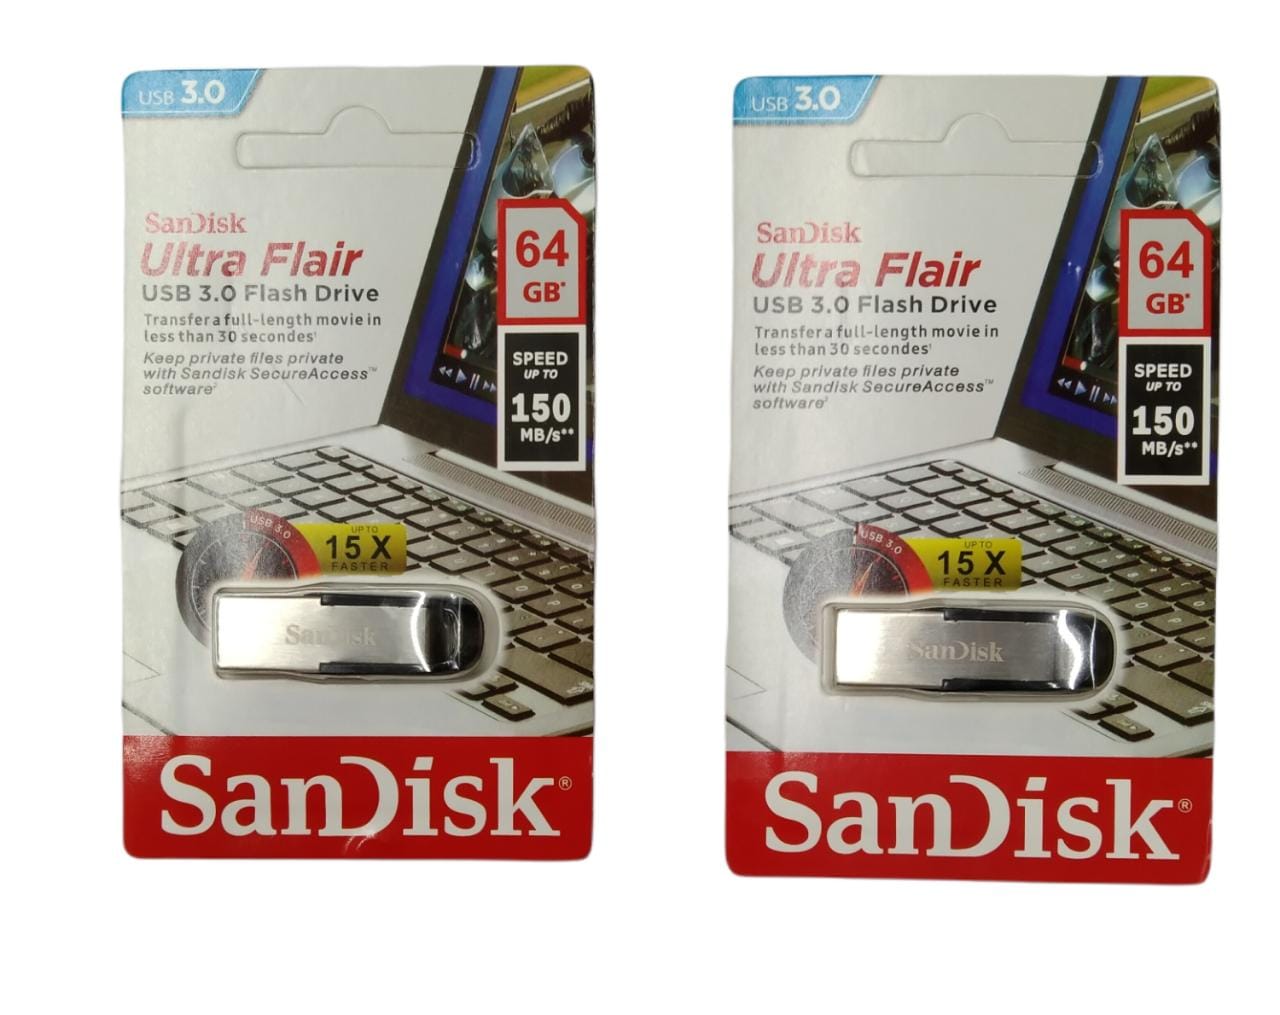 USB 3.0
SanDisk
Ultra Flair
USB 3.0 Flash Drive
Transfer a full-length movie in
less than 30 secondes¹
Keep private files private
with Sandisk SecureAccess™
software²
64
GB*
SPEED
UP TO
150
MB/s**
USB 3.0
UP TO
15 X
FASTER
SanDisk
SanDisk®
USB 3.0
SanDisk
Ultra Flair
USB 3.0 Flash Drive
Transfer a full-length movie in
less than 30 secondes¹
Keep private files private
with Sandisk SecureAccess™
software²
64
GB*
SPEED
UP TO
150
MB/s**
USB 3.0
UP TO
15 X
FASTER
SanDisk
SanDisk®